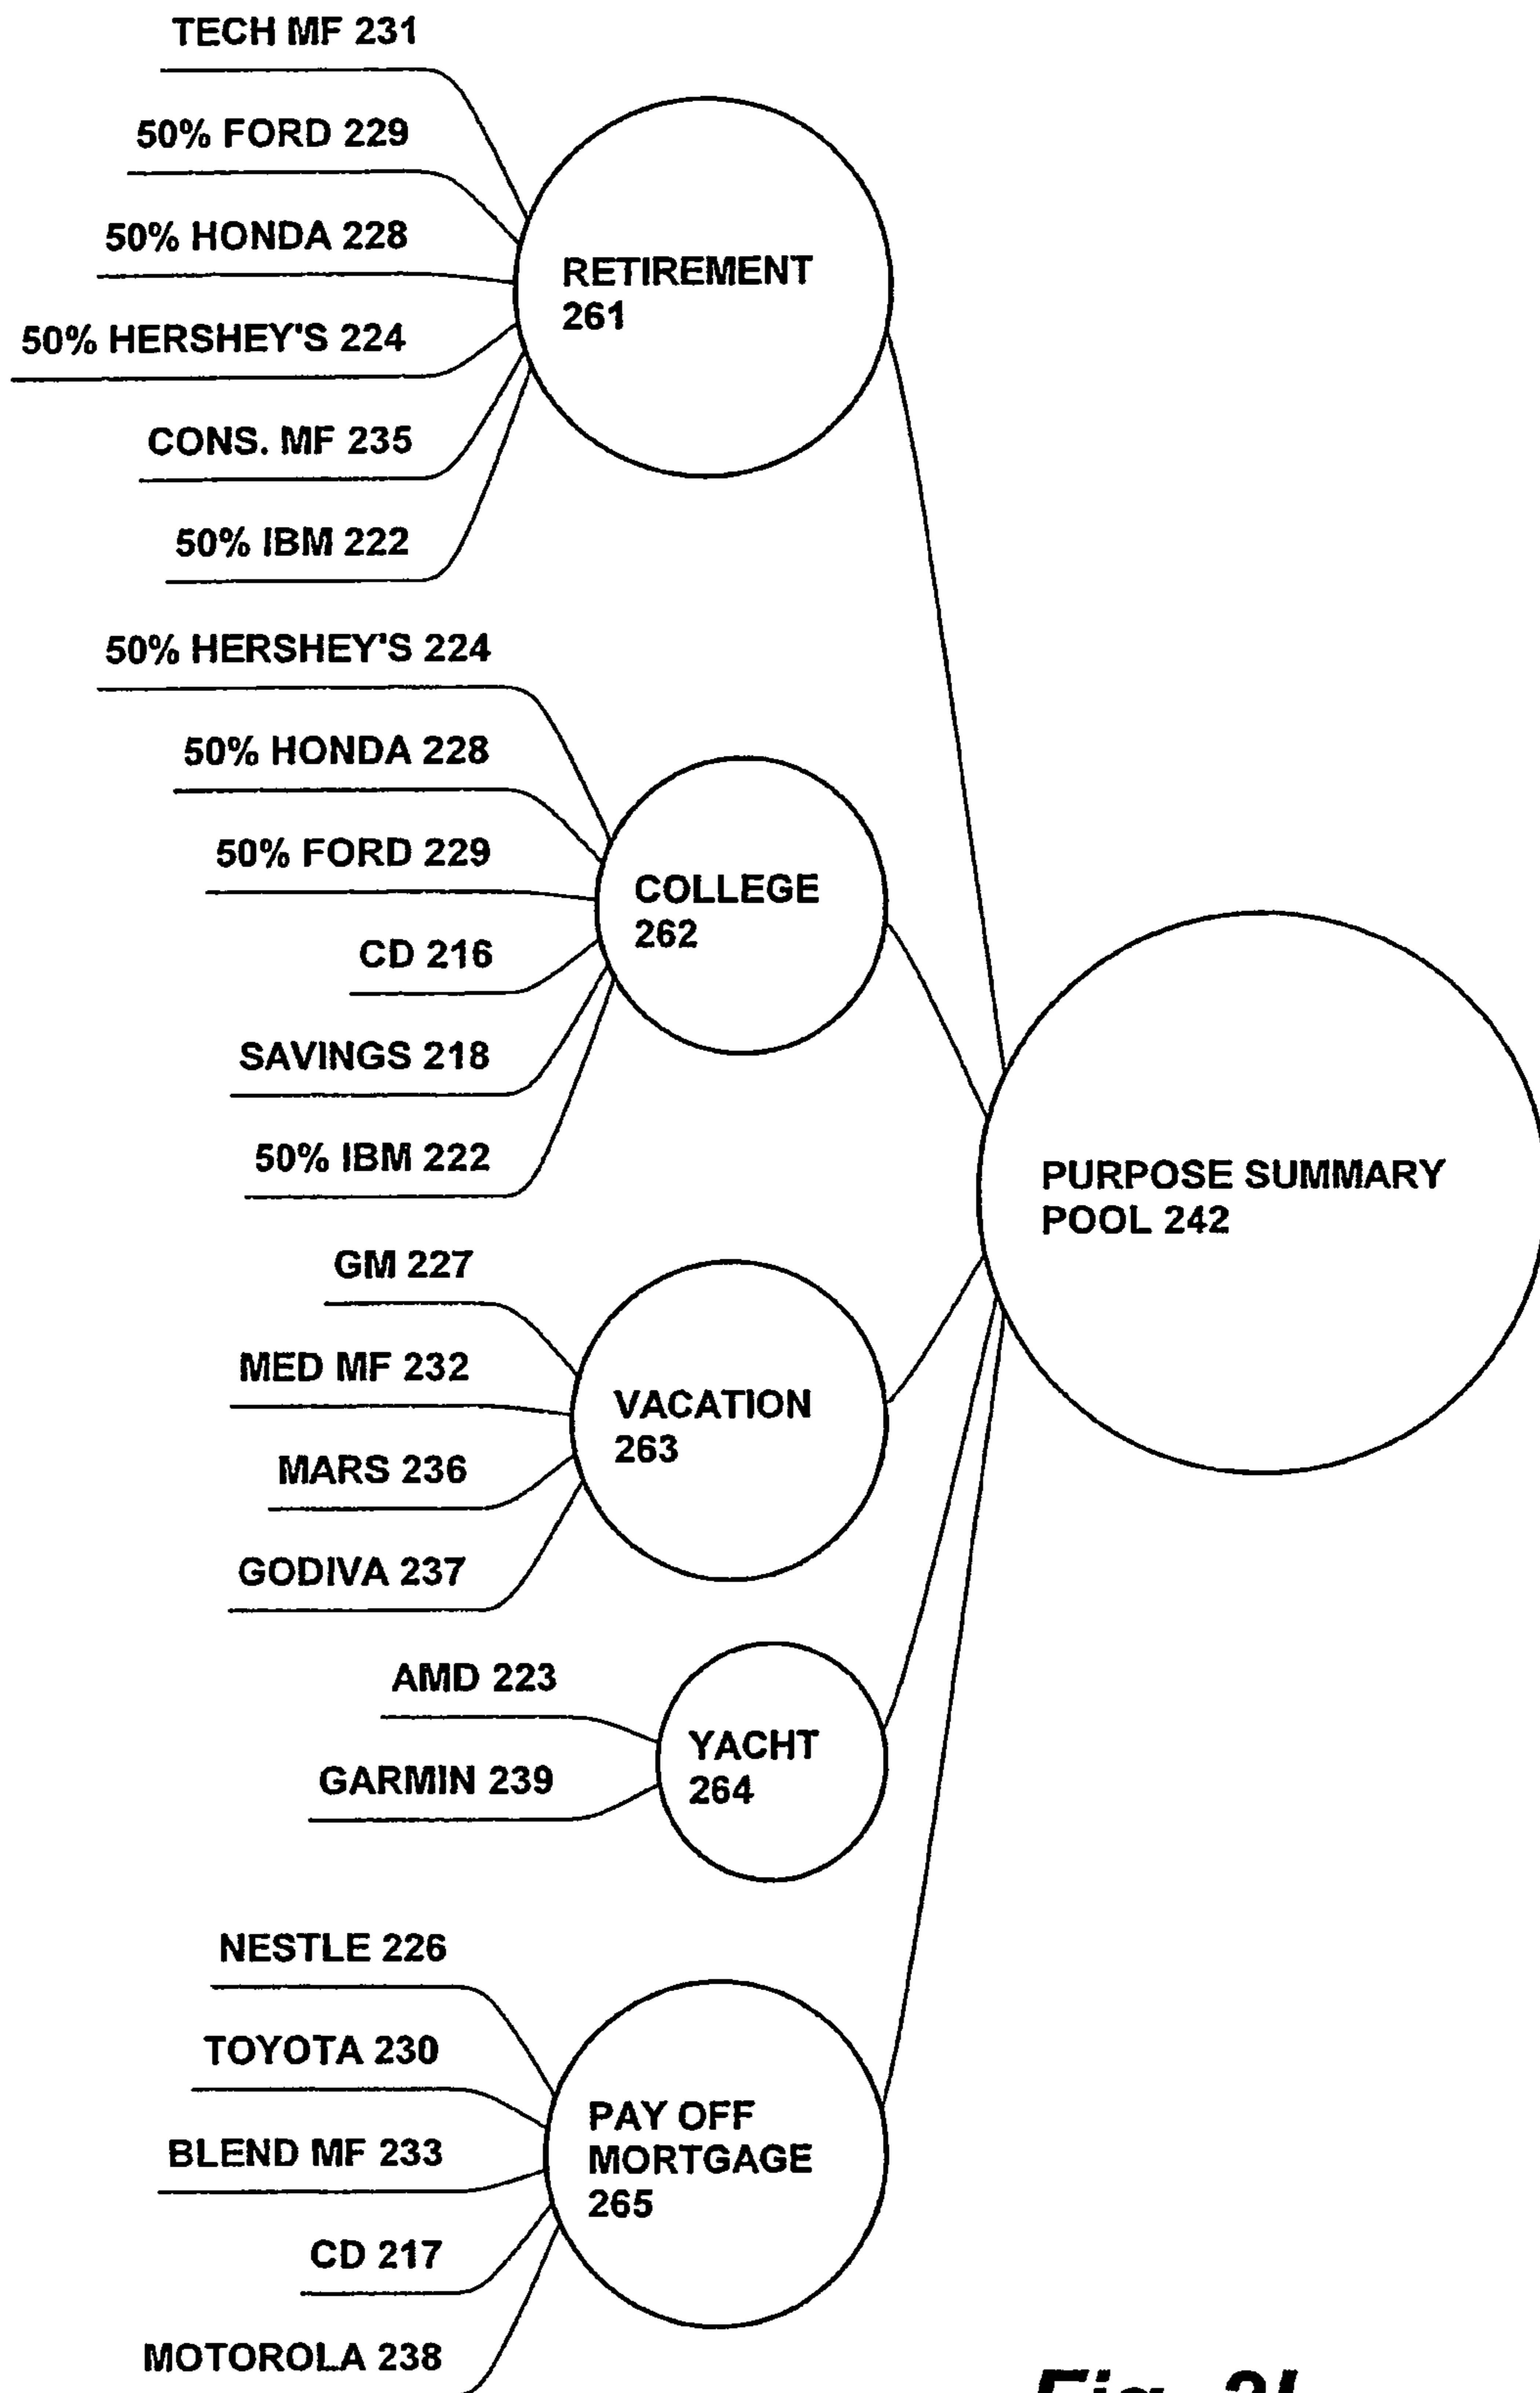 TECH MF 231
50% FORD 229
50% HONDA 228
50% HERSHEY'S 224
CONS. MF 235
50% IBM 222
RETIREMENT
261
50% HERSHEY'S 224
50% HONDA 228
50% FORD 229
CD 216
SAVINGS 218
50% IBM 222
COLLEGE
262
PURPOSE SUMMARY
POOL 242
GM 227
MED MF 232
MARS 236
GODIVA 237
VACATION
263
AMD 223
GARMIN 239
YACHT
264
NESTLE 226
TOYOTA 230
BLEND MF 233
CD 217
MOTOROLA 238
PAY OFF
MORTGAGE
265
Fig.